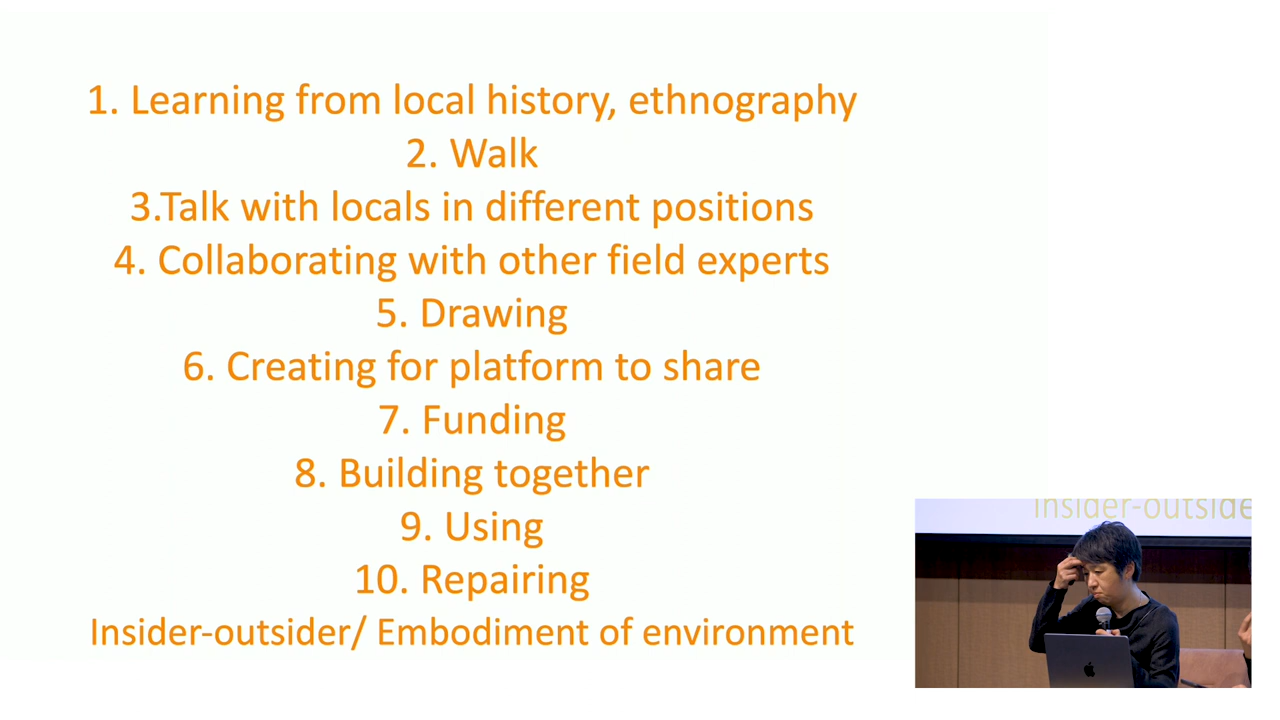 1. Learning from local history, ethnography
2. Walk
3.Talk with locals in different positions
4. Collaborating with other field experts
5. Drawing
6. Creating for platform to share
7. Funding
8. Building together
9. Using
10. Repairing
Insider-outsider/ Embodiment of environment
Insider-outside